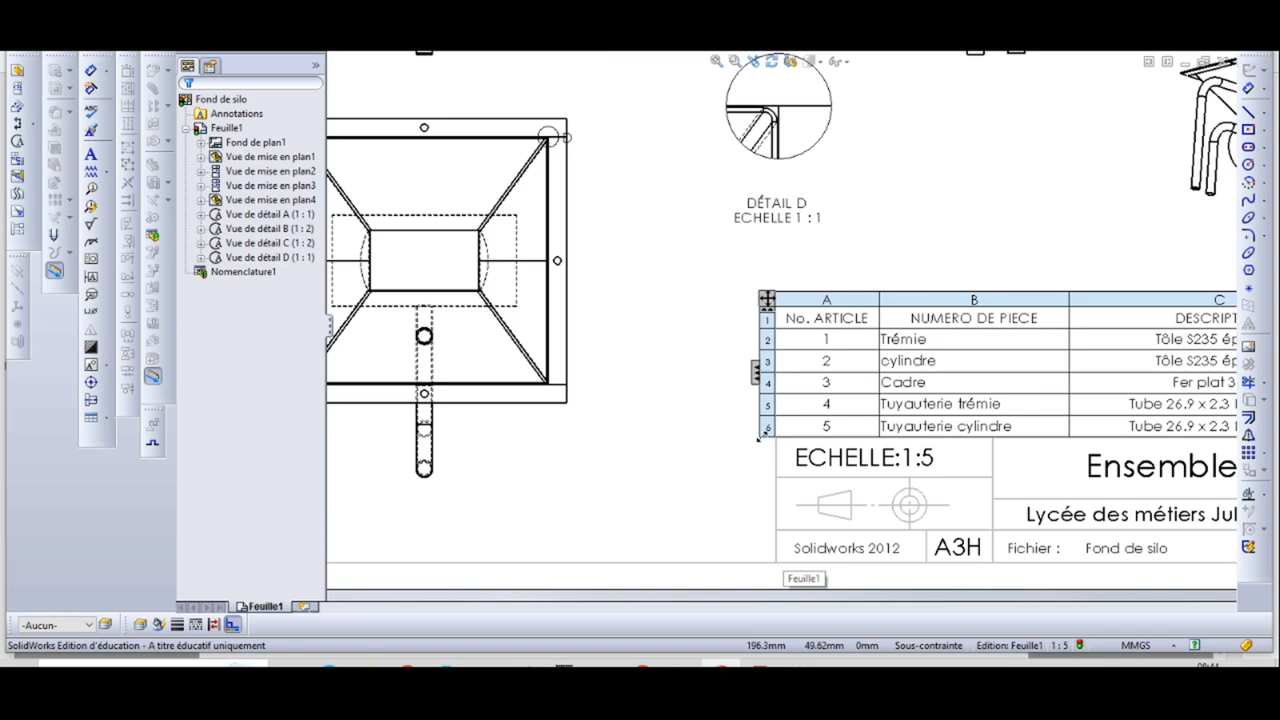 »
Fond de silo
Annotations
Feuille1
Fond de plan1
Vue de mise en plan1
Vue de mise en plan2
Vue de mise en plan3
Vue de mise en plan4
Vue de détail A (1 : 1)
Vue de détail B (1 : 2)
Vue de détail C (1 : 2)
Vue de détail D (1 : 1)
Nomenclature1
DÉTAIL D
ECHELLE 1 : 1
A B C
1 No. ARTICLE NUMERO DE PIECE DESCRIPT
2 1 Trémie Tôle S235 ép
3 2 cylindre Tôle S235 ép
4 3 Cadre Fer plat 3
5 4 Tuyauterie trémie Tube 26.9 x 2.3
6 5 Tuyauterie cylindre Tube 26.9 x 2.3
ECHELLE:1:5
Ensemble
Lycée des métiers Jul
Solidworks 2012 A3H Fichier : Fond de silo
Feuille1
Feuille1
-Aucun-
SolidWorks Edition d'éducation - A titre éducatif uniquement 196.3mm 49.62mm 0mm Sous-contrainte Edition: Feuille1 1 : 5 MMGS